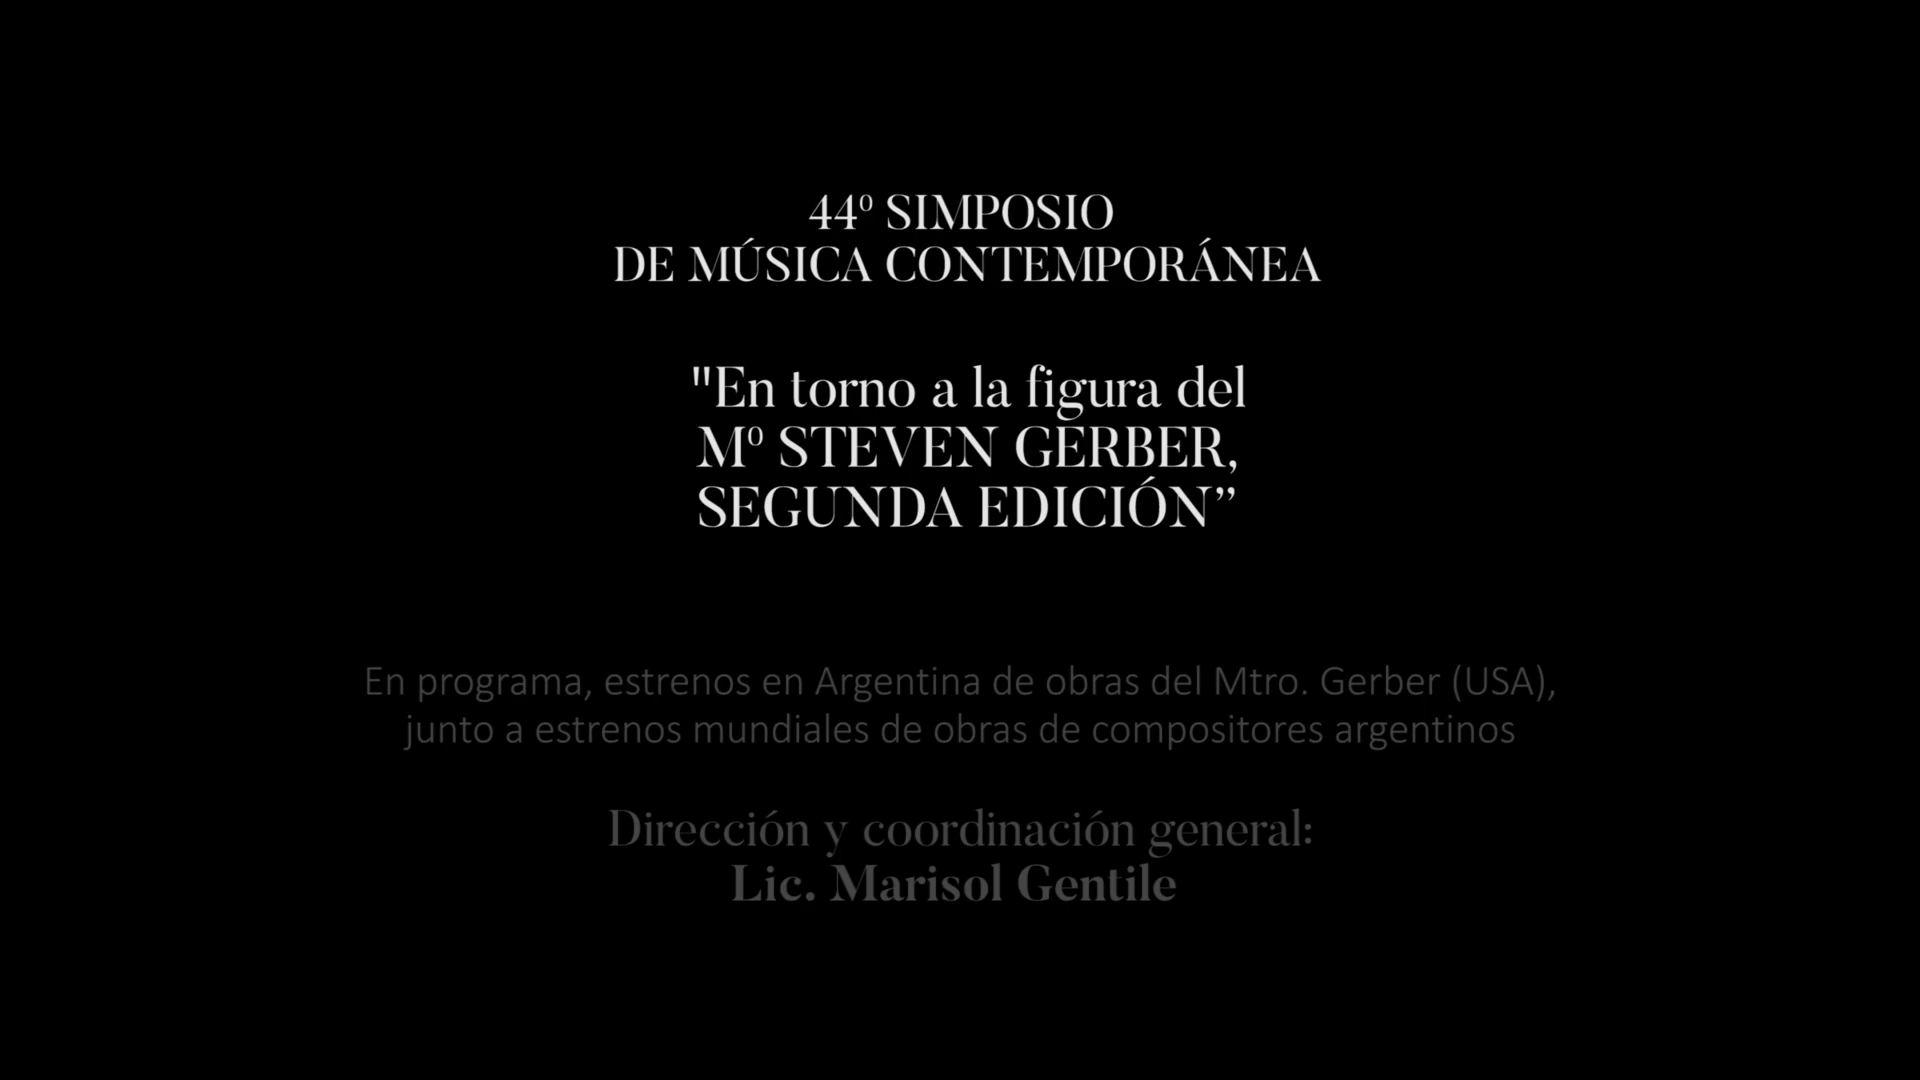 44º SIMPOSIO
DE MÚSICA CONTEMPORÁNEA
"En torno a la figura del
Mº STEVEN GERBER,
SEGUNDA EDICIÓN”
En programa, estrenos en Argentina de obras del Mtro. Gerber (USA),
junto a estrenos mundiales de obras de compositores argentinos
Dirección y coordinación general:
Lic. Marisol Gentile